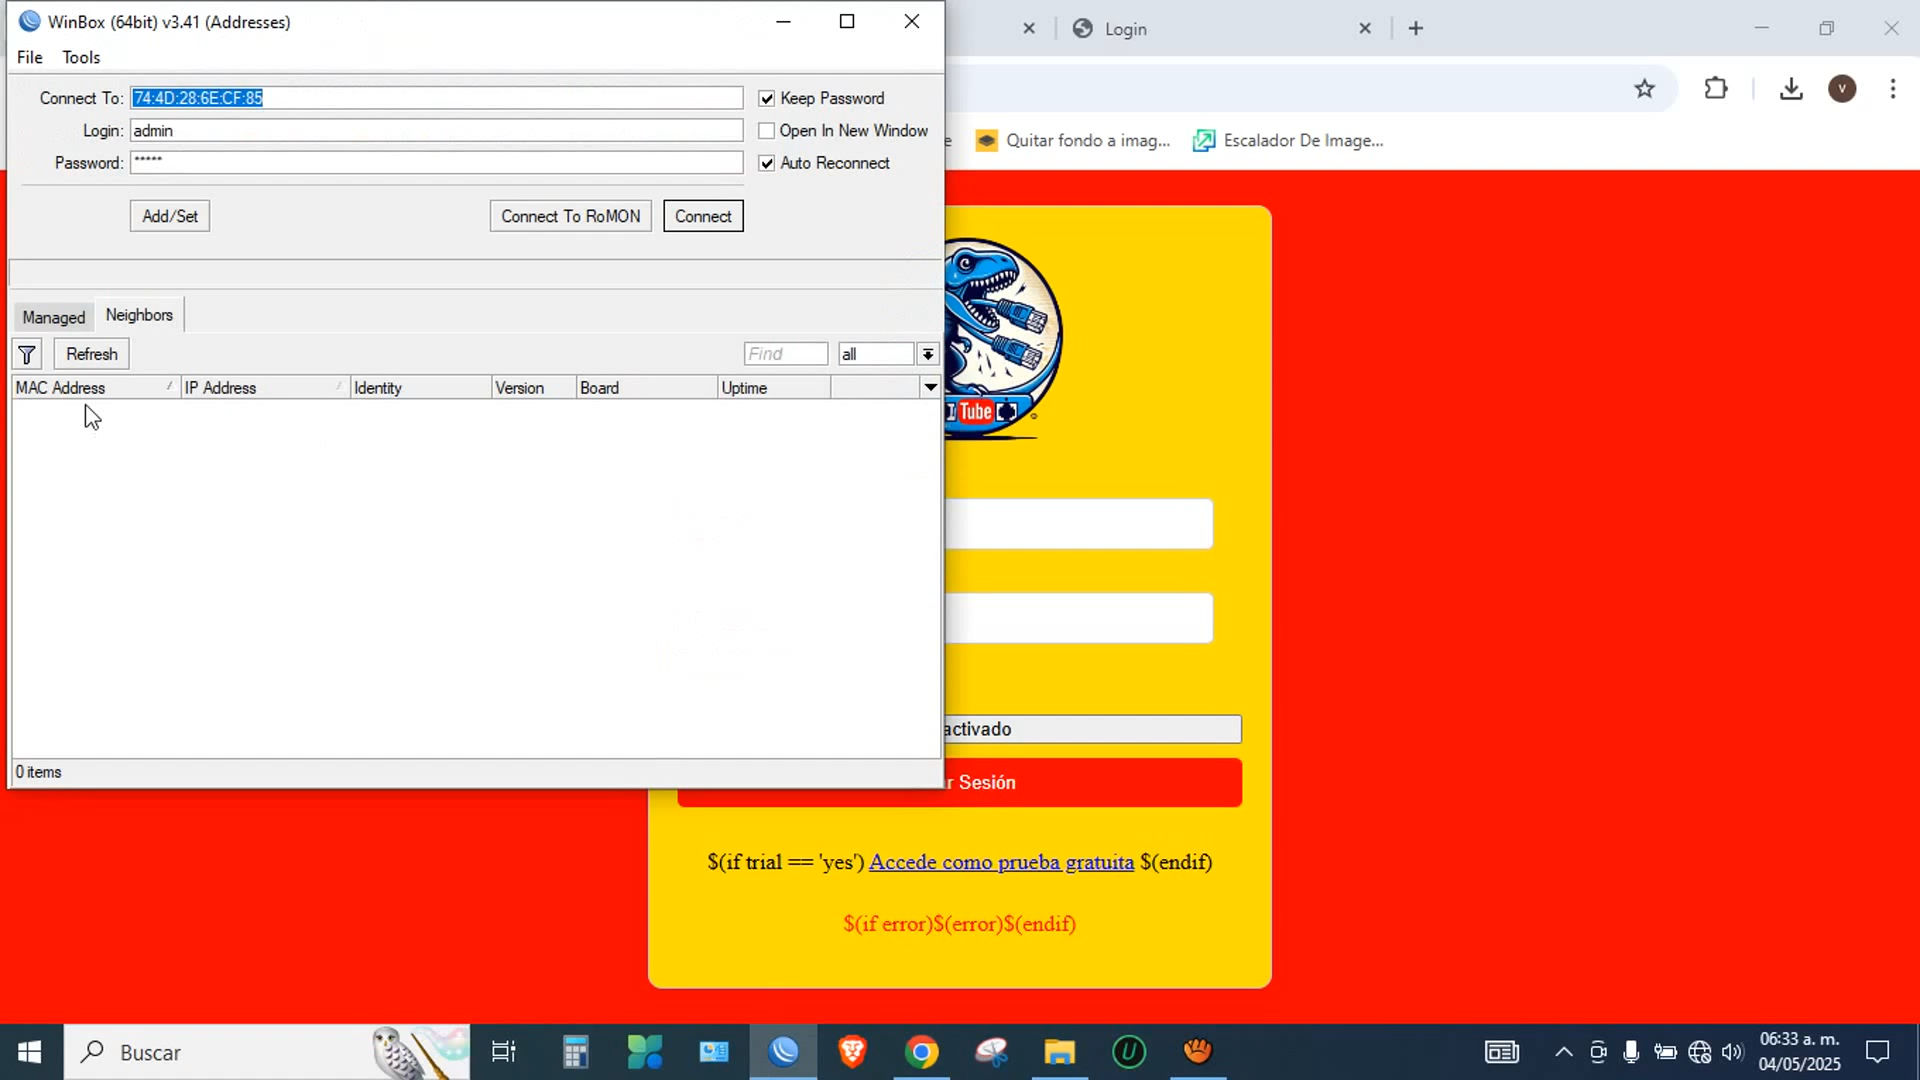 WinBox (64bit) v3.41 (Addresses)
File Tools
Connect To: 74:4D:28:6E:CF:85
Keep Password
Login: admin
Open In New Window
Password: *****
Auto Reconnect
Add/Set
Connect To RoMON
Connect
Managed
Neighbors
Refresh
Find
all
MAC Address
IP Address
Identity
Version
Board
Uptime
0 items
Login
Quitar fondo a imag...
Escalador De Image...
V
Tube
activado
r Sesión
$(if trial == 'yes') Accede como prueba gratuita $(endif)
$(if error)$(error)$(endif)
Buscar
06:33 a. m.
04/05/2025